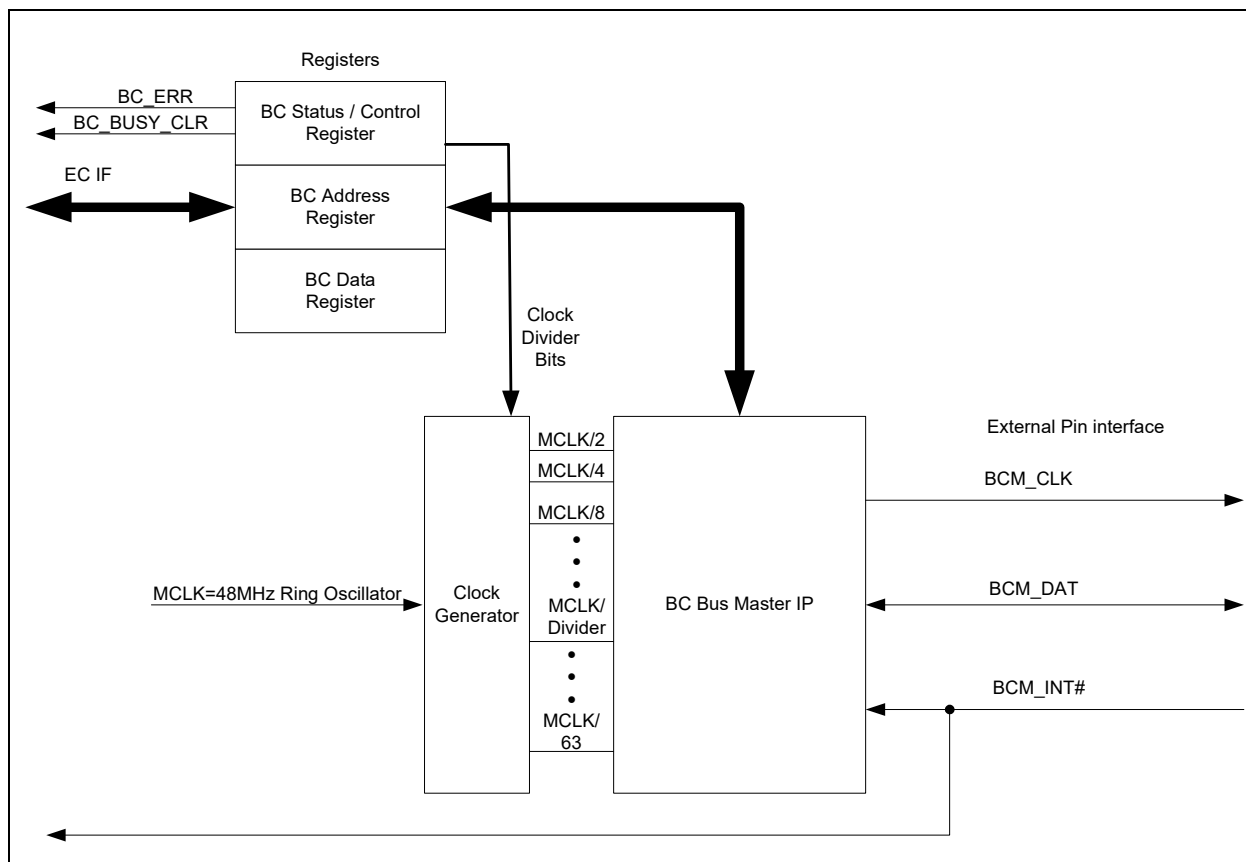 Registers
BC_ERR
BC_BUSY_CLR
BC Status / Control
Register
EC IF
BC Address
Register
BC Data
Register
Clock
Divider
Bits
MCLK/2
MCLK/4
MCLK/8
MCLK/
Divider
MCLK/
63
MCLK=48MHz Ring Oscillator
Clock
Generator
BC Bus Master IP
External Pin interface
BCM_CLK
BCM_DAT
BCM_INT#